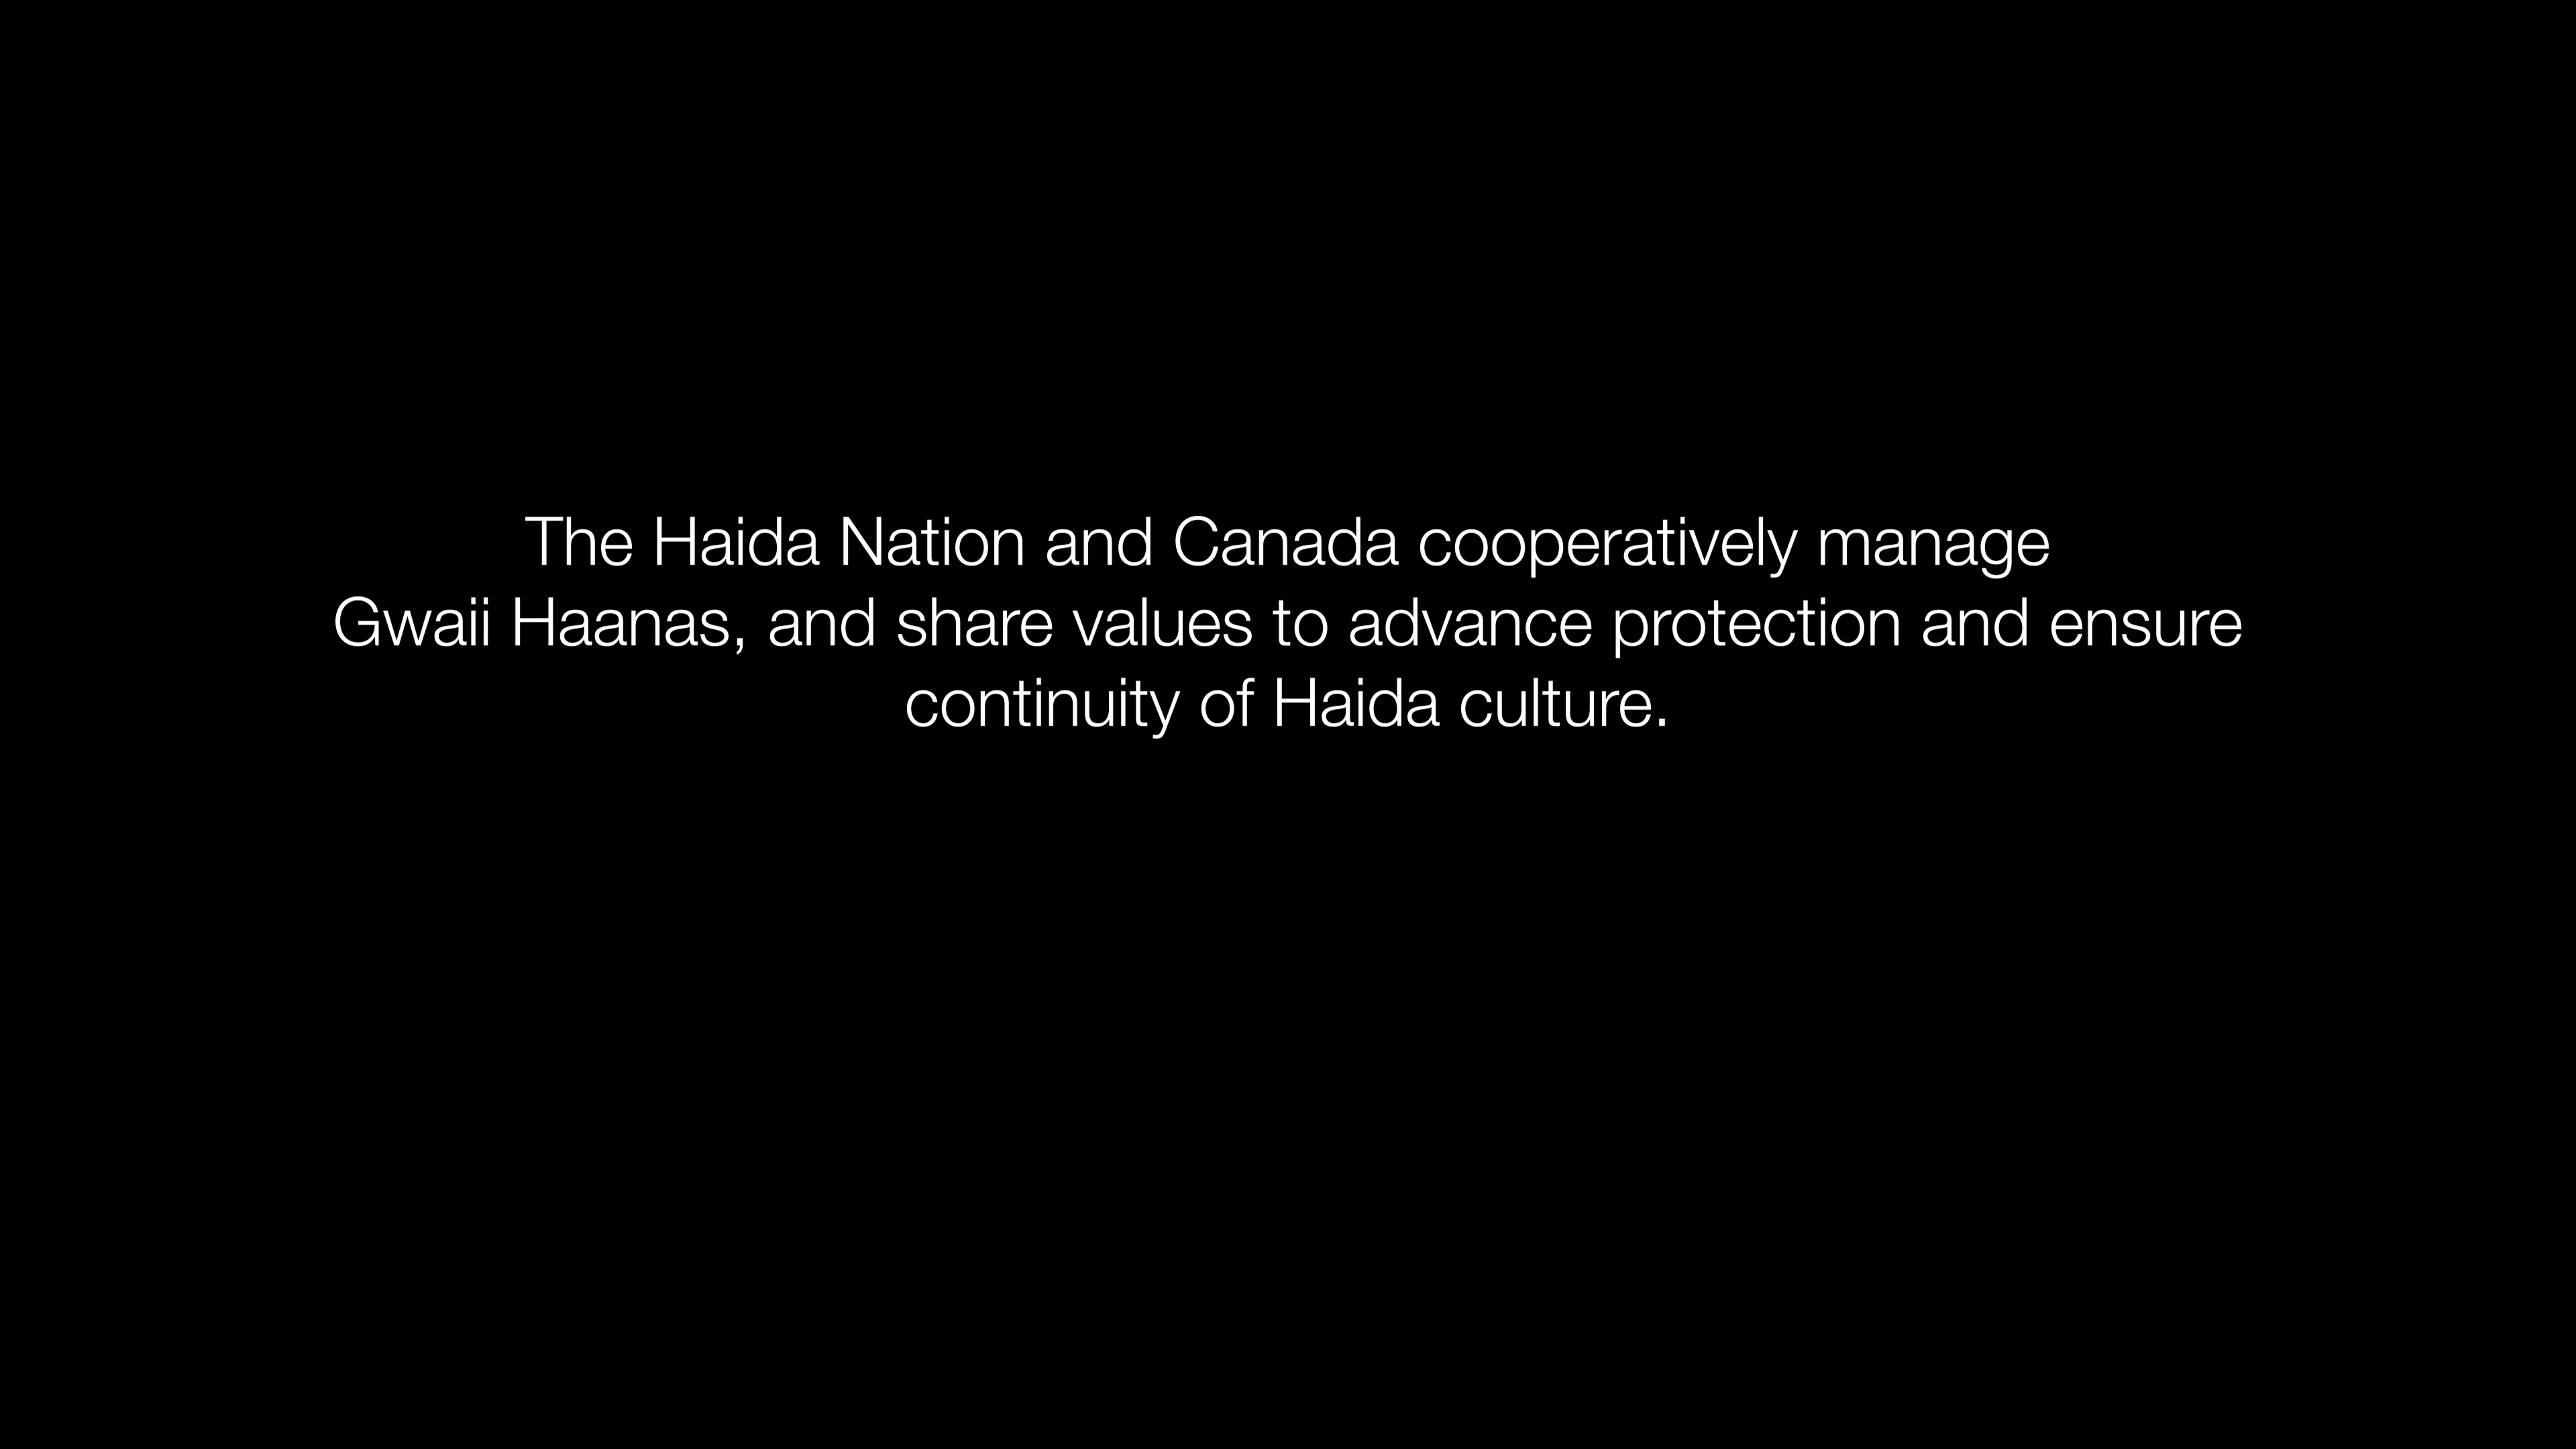 The Haida Nation and Canada cooperatively manage
Gwaii Haanas, and share values to advance protection and ensure
continuity of Haida culture.